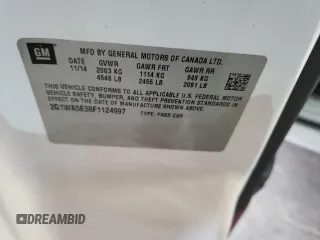 GM
MFD BY GENERAL MOTORS OF CANADA LTD.
DATE GVWR GAWR FRT GAWR RR
11/14 2063 KG 1114 KG 949 KG
4548 LB 2456 LB 2091 LB
THIS VEHICLE CONFORMS TO ALL APPLICABLE U.S. FEDERAL MOTOR
VEHICLE SAFETY, BUMPER, AND THEFT PREVENTION STANDARDS IN EFFECT ON THE
DATE OF MANUFACTURE SHOWN ABOVE.
2G1WA5E38F1124997 TYPE: PASS CAR
DREAMBID